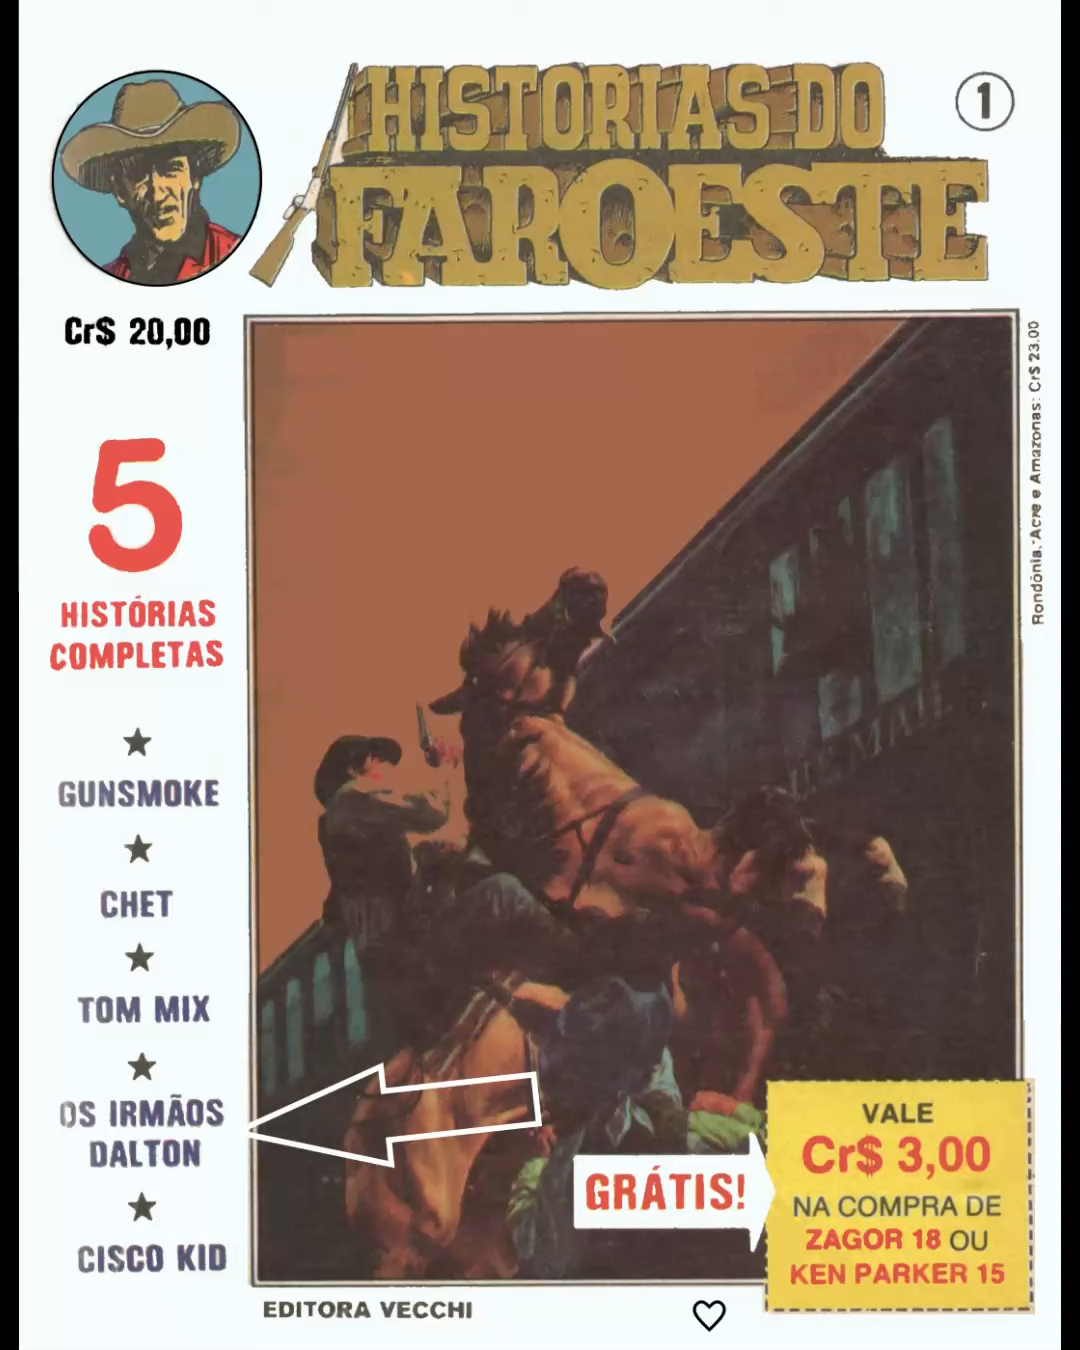 HISTORIAS DO
FAROESTE
1
Cr$ 20,00
Rondônia, Acre e Amazonas: Cr$ 23.00
5
HISTÓRIAS
COMPLETAS
GUNSMOKE
CHET
TOM MIX
OS IRMÃOS
DALTON
CISCO KID
GRÁTIS!
VALE
Cr$ 3,00
NA COMPRA DE
ZAGOR 18 OU
KEN PARKER 15
EDITORA VECCHI